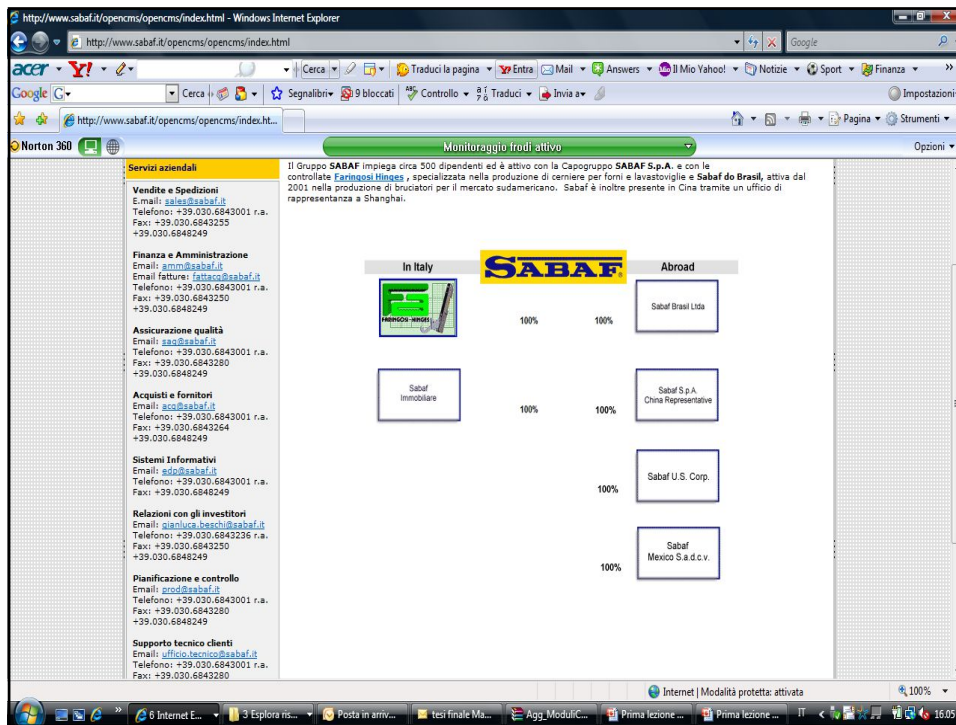 http://www.sabaf.it/opencms/opencms/index.html - Windows Internet Explorer
http://www.sabaf.it/opencms/opencms/index.html
Google
acer Y! Cerca Traduci la pagina Entra Mail Answers Il Mio Yahoo! Notizie Sport Finanza »
Google G Cerca Segnalibri 9 bloccati Controllo Traduci Invia a Impostazioni
http://www.sabaf.it/opencms/opencms/index.ht... Pagina Strumenti
Norton 360 Monitoraggio frodi attivo Opzioni
Servizi aziendali
Vendite e Spedizioni
E.mail: sales@sabaf.it
Telefono: +39.030.6843001 r.a.
Fax: +39.030.6843255
+39.030.6848249
Finanza e Amministrazione
Email: amm@sabaf.it
Email fatture: fattacq@sabaf.it
Telefono: +39.030.6843001 r.a.
Fax: +39.030.6843250
+39.030.6848249
Assicurazione qualità
Email: saq@sabaf.it
Telefono: +39.030.6843001 r.a.
Fax: +39.030.6843280
+39.030.6848249
Acquisti e fornitori
Email: acq@sabaf.it
Telefono: +39.030.6843001 r.a.
Fax: +39.030.6843264
+39.030.6848249
Sistemi Informativi
Email: edp@sabaf.it
Telefono: +39.030.6843001 r.a.
Fax: +39.030.6848249
Relazioni con gli investitori
Email: gianluca.beschi@sabaf.it
Telefono: +39.030.6843236 r.a.
Fax: +39.030.6843250
+39.030.6848249
Pianificazione e controllo
Email: prod@sabaf.it
Telefono: +39.030.6843001 r.a.
Fax: +39.030.6843280
+39.030.6848249
Supporto tecnico clienti
Email: ufficio.tecnico@sabaf.it
Telefono: +39.030.6843001 r.a.
Fax: +39.030.6843280
Il Gruppo SABAF impiega circa 500 dipendenti ed è attivo con la Capogruppo SABAF S.p.A. e con le
controllate Faringosi Hinges , specializzata nella produzione di cerniere per forni e lavastoviglie e Sabaf do Brasil, attiva dal
2001 nella produzione di bruciatori per il mercato sudamericano. Sabaf è inoltre presente in Cina tramite un ufficio di
rappresentanza a Shanghai.
In Italy SABAF Abroad
FARINGOSI-HINGES
100% 100%
Sabaf Brasil Ltda
Sabaf
Immobiliare
100% 100%
Sabaf S.p.A.
China Representative
100%
Sabaf U.S. Corp.
100%
Sabaf
Mexico S.a.d.c.v.
Internet | Modalità protetta: attivata 100%
6 Internet E... 3 Esplora ris... Posta in arriv... tesi finale Ma... Agg_ModuliC... Prima lezione ... Prima lezione ... IT 16.05